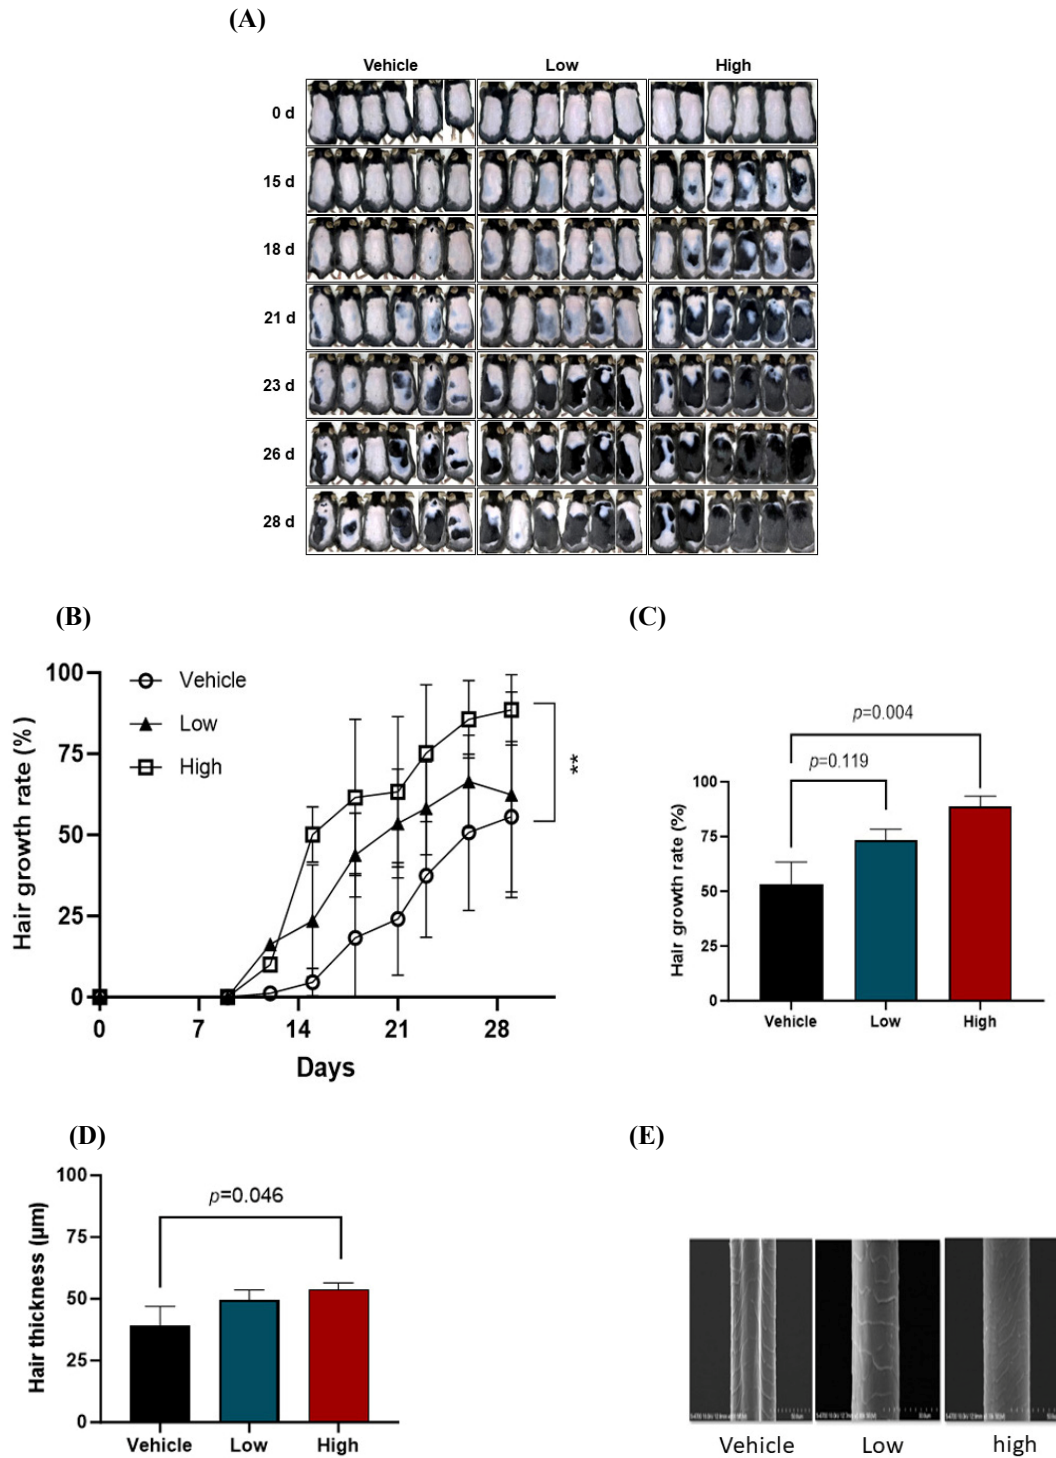 (A)
Vehicle Low High
0 d
15 d
18 d
21 d
23 d
26 d
28 d
(B)
(C)
Hair growth rate (%)
100
75
50
25
0
Vehicle
Low
High
**
0 7 14 21 28
Days
p=0.004
p=0.119
Hair growth rate (%)
100
75
50
25
0
Vehicle Low High
(D)
(E)
Hair thickness (µm)
100
75
50
25
0
p=0.046
Vehicle Low High
Vehicle Low high